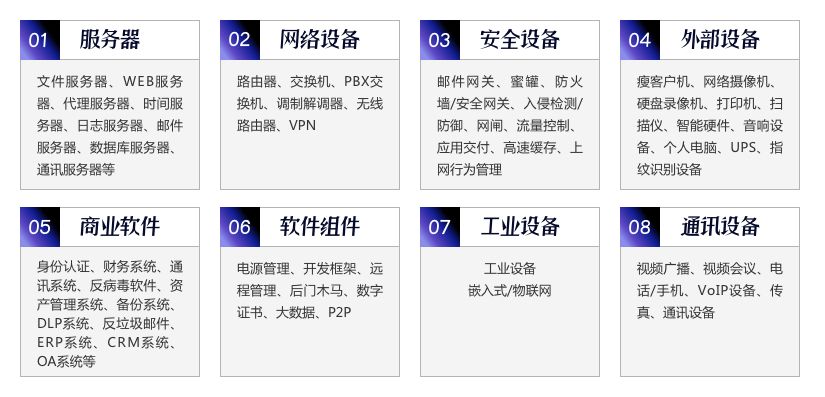 01 服务器
文件服务器、WEB服务
器、代理服务器、时间服
务器、日志服务器、邮件
服务器、数据库服务器、
通讯服务器等
02 网络设备
路由器、交换机、PBX交
换机、调制解调器、无线
路由器、VPN
03 安全设备
邮件网关、蜜罐、防火
墙/安全网关、入侵检测/
防御、网闸、流量控制、
应用交付、高速缓存、上
网行为管理
04 外部设备
瘦客户机、网络摄像机、
硬盘录像机、打印机、扫
描仪、智能硬件、音响设
备、个人电脑、UPS、指
纹识别设备
05 商业软件
身份认证、财务系统、通
讯系统、反病毒软件、资
产管理系统、备份系统、
DLP系统、反垃圾邮件、
ERP系统、CRM系统、
OA系统等
06 软件组件
电源管理、开发框架、远
程管理、后门木马、数字
证书、大数据、P2P
07 工业设备
工业设备
嵌入式/物联网
08 通讯设备
视频广播、视频会议、电
话/手机、VoIP设备、传
真、通讯设备